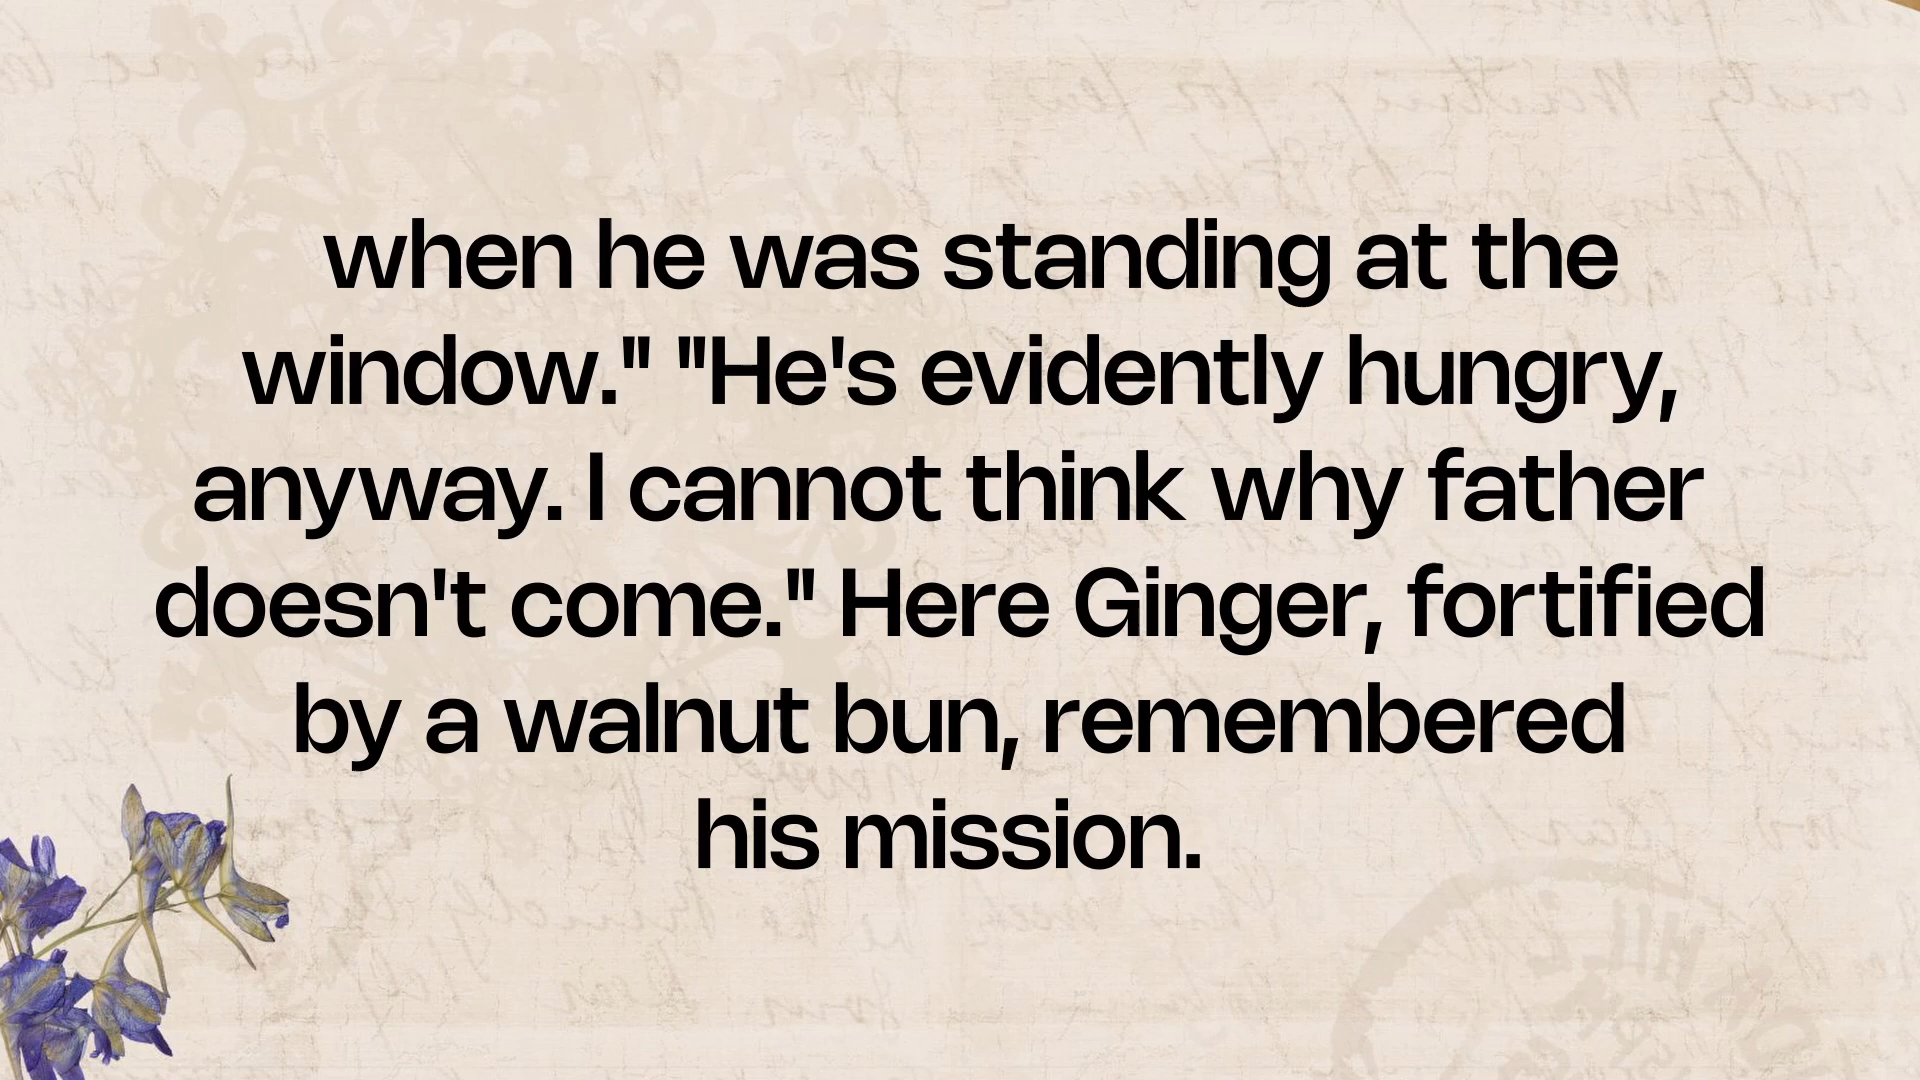 when he was standing at the
window." "He's evidently hungry,
anyway. I cannot think why father
doesn't come." Here Ginger, fortified
by a walnut bun, remembered
his mission.